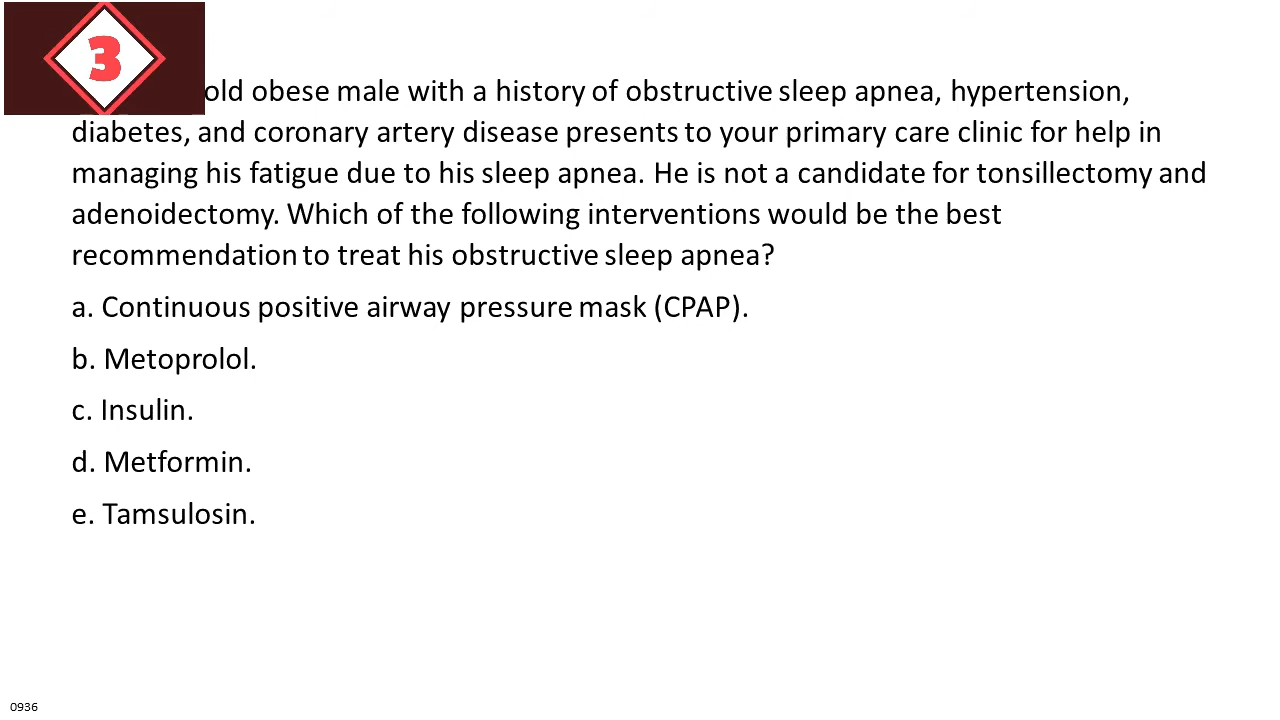 3
old obese male with a history of obstructive sleep apnea, hypertension,
diabetes, and coronary artery disease presents to your primary care clinic for help in
managing his fatigue due to his sleep apnea. He is not a candidate for tonsillectomy and
adenoidectomy. Which of the following interventions would be the best
recommendation to treat his obstructive sleep apnea?
a. Continuous positive airway pressure mask (CPAP).
b. Metoprolol.
c. Insulin.
d. Metformin.
e. Tamsulosin.
0936